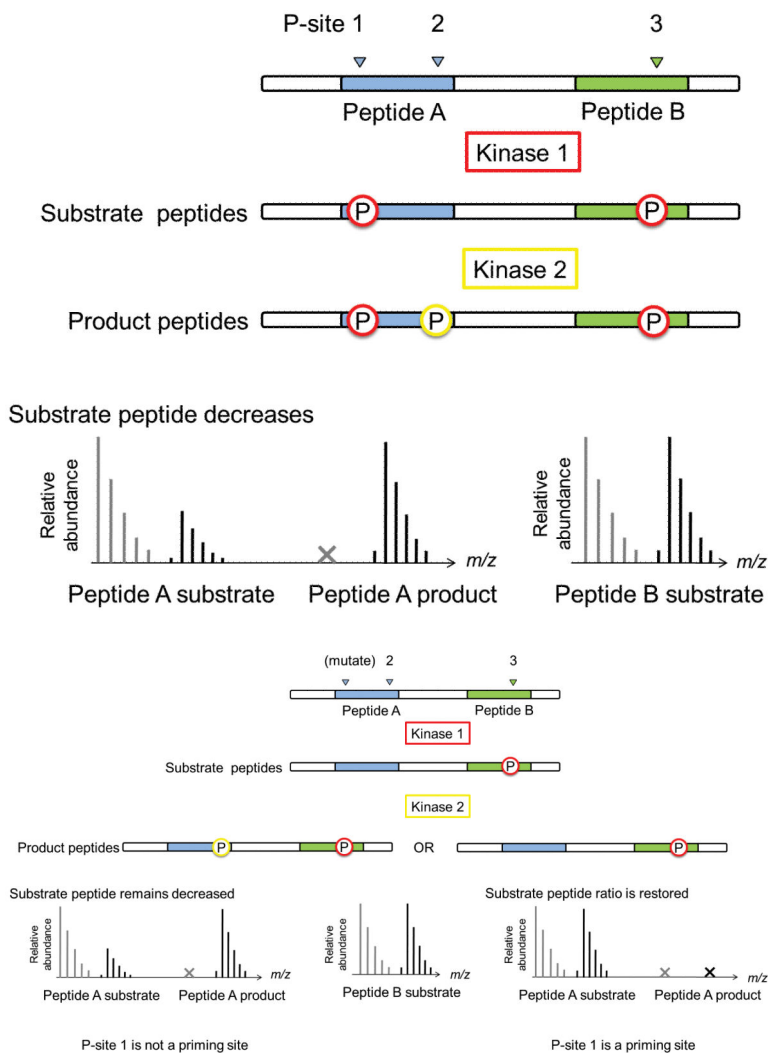 P-site 1 2 3
Peptide A Peptide B
Kinase 1
Substrate peptides P P
Kinase 2
Product peptides P P P
Substrate peptide decreases
Relative abundance Relative abundance
m/z m/z
Peptide A substrate Peptide A product Peptide B substrate
(mutate) 2 3
Peptide A Peptide B
Kinase 1
Substrate peptides P
Kinase 2
Product peptides P P OR P
Substrate peptide remains decreased Substrate peptide ratio is restored
Relative abundance Relative abundance Relative abundance
m/z m/z m/z
Peptide A substrate Peptide A product Peptide B substrate Peptide A substrate Peptide A product
P-site 1 is not a priming site P-site 1 is a priming site